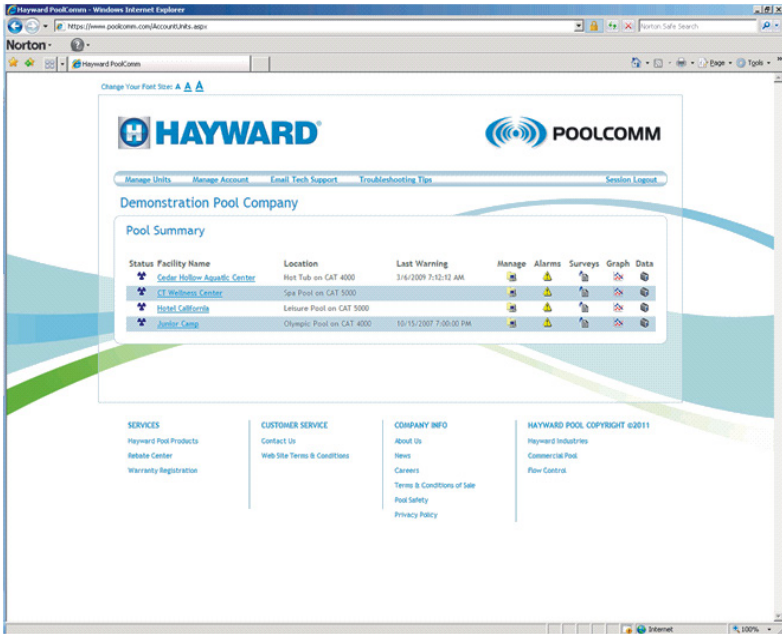 Hayward PoolComm - Windows Internet Explorer
https://www.poolcomm.com/AccountUnits.aspx
Norton Safe Search
Norton
Hayward PoolComm
Page Tools
Change Your Font Size: A A A
HAYWARD
POOLCOMM
Manage Units Manage Account Email Tech Support Troubleshooting Tips Session Logout
Demonstration Pool Company
Pool Summary
Status Facility Name Location Last Warning Manage Alarms Surveys Graph Data
Cedar Hollow Aquatic Center Hot Tub on CAT 4000 3/6/2009 7:12:12 AM
CT Wellness Center Spa Pool on CAT 5000
Hotel California Leisure Pool on CAT 5000
Junior Camp Olympic Pool on CAT 4000 10/15/2007 7:00:00 PM
SERVICES CUSTOMER SERVICE COMPANY INFO HAYWARD POOL COPYRIGHT ©2011
Hayward Pool Products Contact Us About Us Hayward Industries
Rebate Center Web Site Terms & Conditions News Commercial Pool
Warranty Registration Careers Flow Control
Terms & Conditions of Sale
Pool Safety
Privacy Policy
Internet 100%